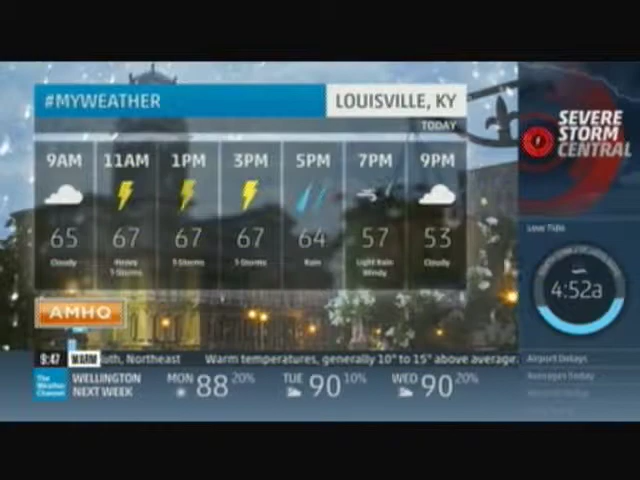 #MYWEATHER
LOUISVILLE, KY
TODAY
9AM 11AM 1PM 3PM 5PM 7PM 9PM
65 67 67 67 64 57 53
Cloudy Heavy T-Storms T-Storms T-Storms Rain Light Rain Windy Cloudy
SEVERE
STORM
CENTRAL
LOW TIDE
4:52a
AMHQ
9:47 WARM uth, Northeast Warm temperatures, generally 10° to 15° above average
Airport Delays
Averages Today
The
Weather
Channel
WELLINGTON
NEXT WEEK
MON 88 20% TUE 90 10% WED 90 20%